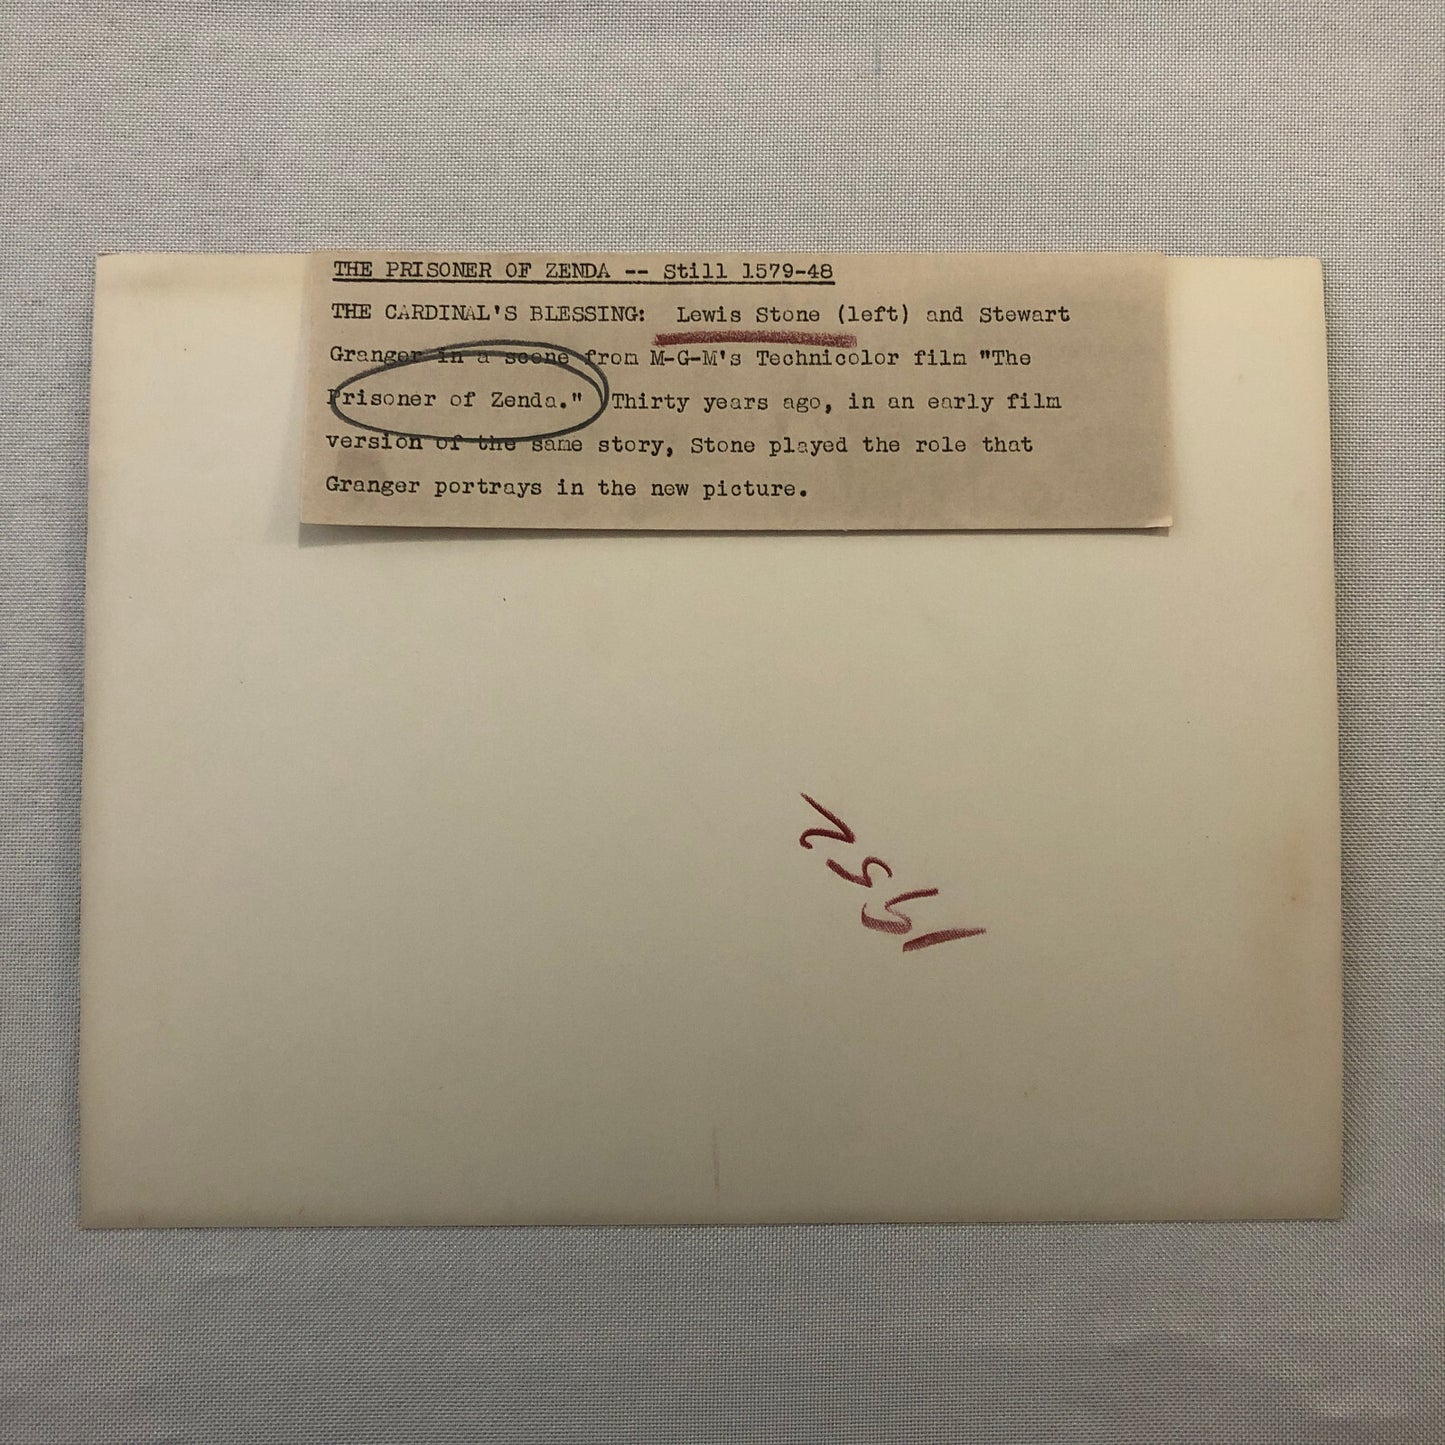 THE PRISONER OF ZENDA -- Still 1579-48
THE CARDINAL'S BLESSING: Lewis Stone (left) and Stewart
Granger in a scene from M-G-M's Technicolor film "The
Prisoner of Zenda." Thirty years ago, in an early film
version of the same story, Stone played the role that
Granger portrays in the new picture.
1952